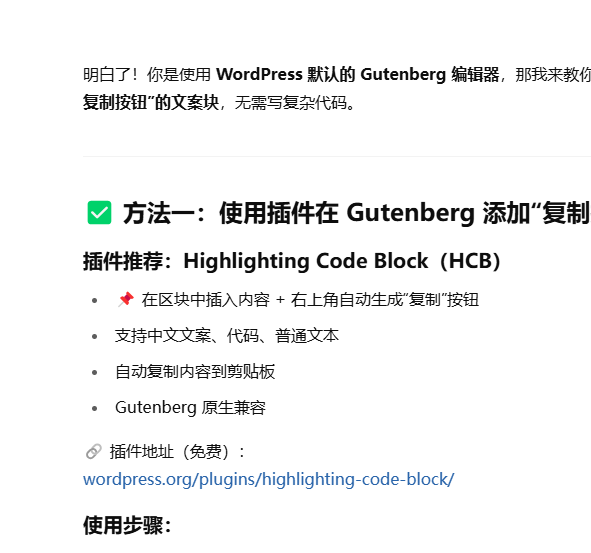 明白了！你是使用 WordPress 默认的 Gutenberg 编辑器，那我来教你
复制按钮”的文案块，无需写复杂代码。
✅ 方法一：使用插件在 Gutenberg 添加“复制
插件推荐：Highlighting Code Block（HCB）
• 📌 在区块中插入内容 + 右上角自动生成“复制”按钮
• 支持中文文案、代码、普通文本
• 自动复制内容到剪贴板
• Gutenberg 原生兼容
🔗 插件地址（免费）：
wordpress.org/plugins/highlighting-code-block/
使用步骤：